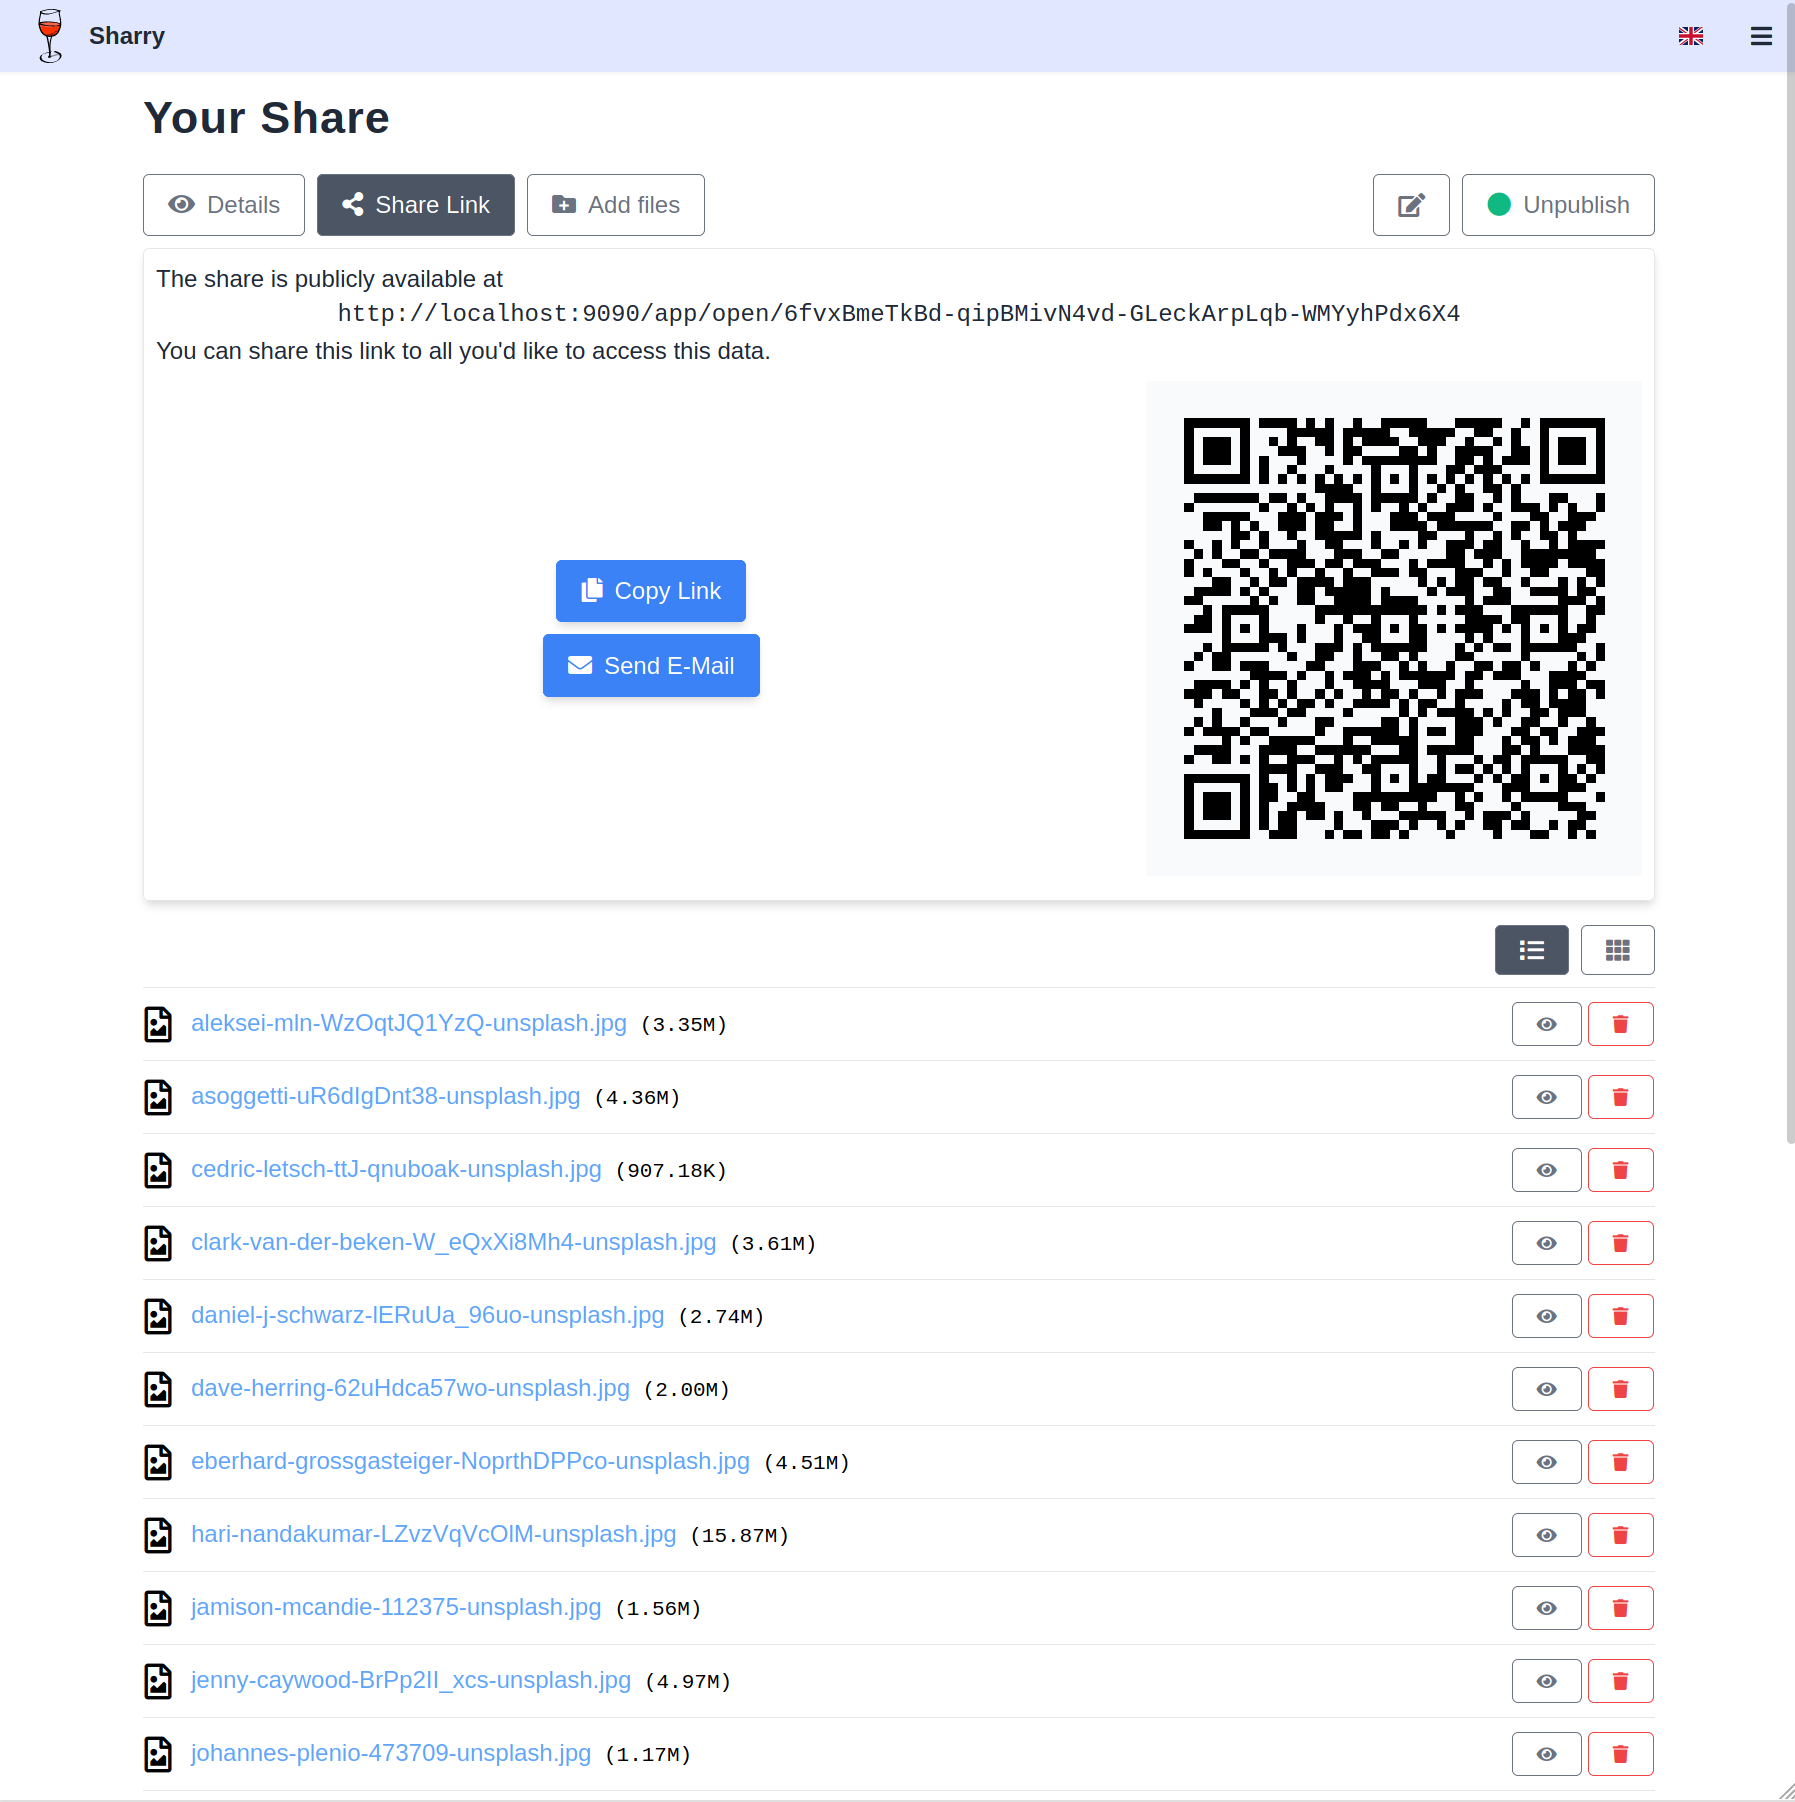 Sharry
Your Share
Details
Share Link
Add files
Unpublish
The share is publicly available at
http://localhost:9090/app/open/6fvxBmeTkBd-qipBMivN4vd-GLeckArpLqb-WMYyhPdx6X4
You can share this link to all you'd like to access this data.
Copy Link
Send E-Mail
aleksei-mln-WzOqtJQ1YzQ-unsplash.jpg (3.35M)
asoggetti-uR6dIgDnt38-unsplash.jpg (4.36M)
cedric-letsch-ttJ-qnuboak-unsplash.jpg (907.18K)
clark-van-der-beken-W_eQxXi8Mh4-unsplash.jpg (3.61M)
daniel-j-schwarz-lERuUa_96uo-unsplash.jpg (2.74M)
dave-herring-62uHdca57wo-unsplash.jpg (2.00M)
eberhard-grossgasteiger-NoprthDPPco-unsplash.jpg (4.51M)
hari-nandakumar-LZvzVqVcOlM-unsplash.jpg (15.87M)
jamison-mcandie-112375-unsplash.jpg (1.56M)
jenny-caywood-BrPp2II_xcs-unsplash.jpg (4.97M)
johannes-plenio-473709-unsplash.jpg (1.17M)